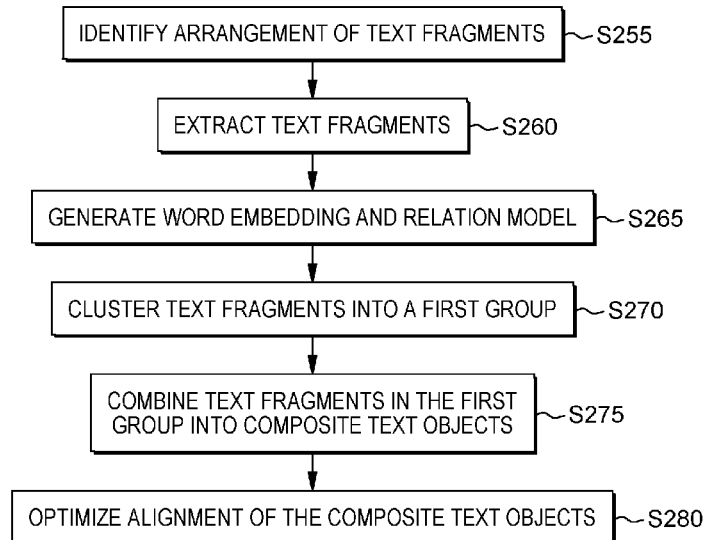 IDENTIFY ARRANGEMENT OF TEXT FRAGMENTS S255
EXTRACT TEXT FRAGMENTS S260
GENERATE WORD EMBEDDING AND RELATION MODEL S265
CLUSTER TEXT FRAGMENTS INTO A FIRST GROUP S270
COMBINE TEXT FRAGMENTS IN THE FIRST
GROUP INTO COMPOSITE TEXT OBJECTS S275
OPTIMIZE ALIGNMENT OF THE COMPOSITE TEXT OBJECTS S280